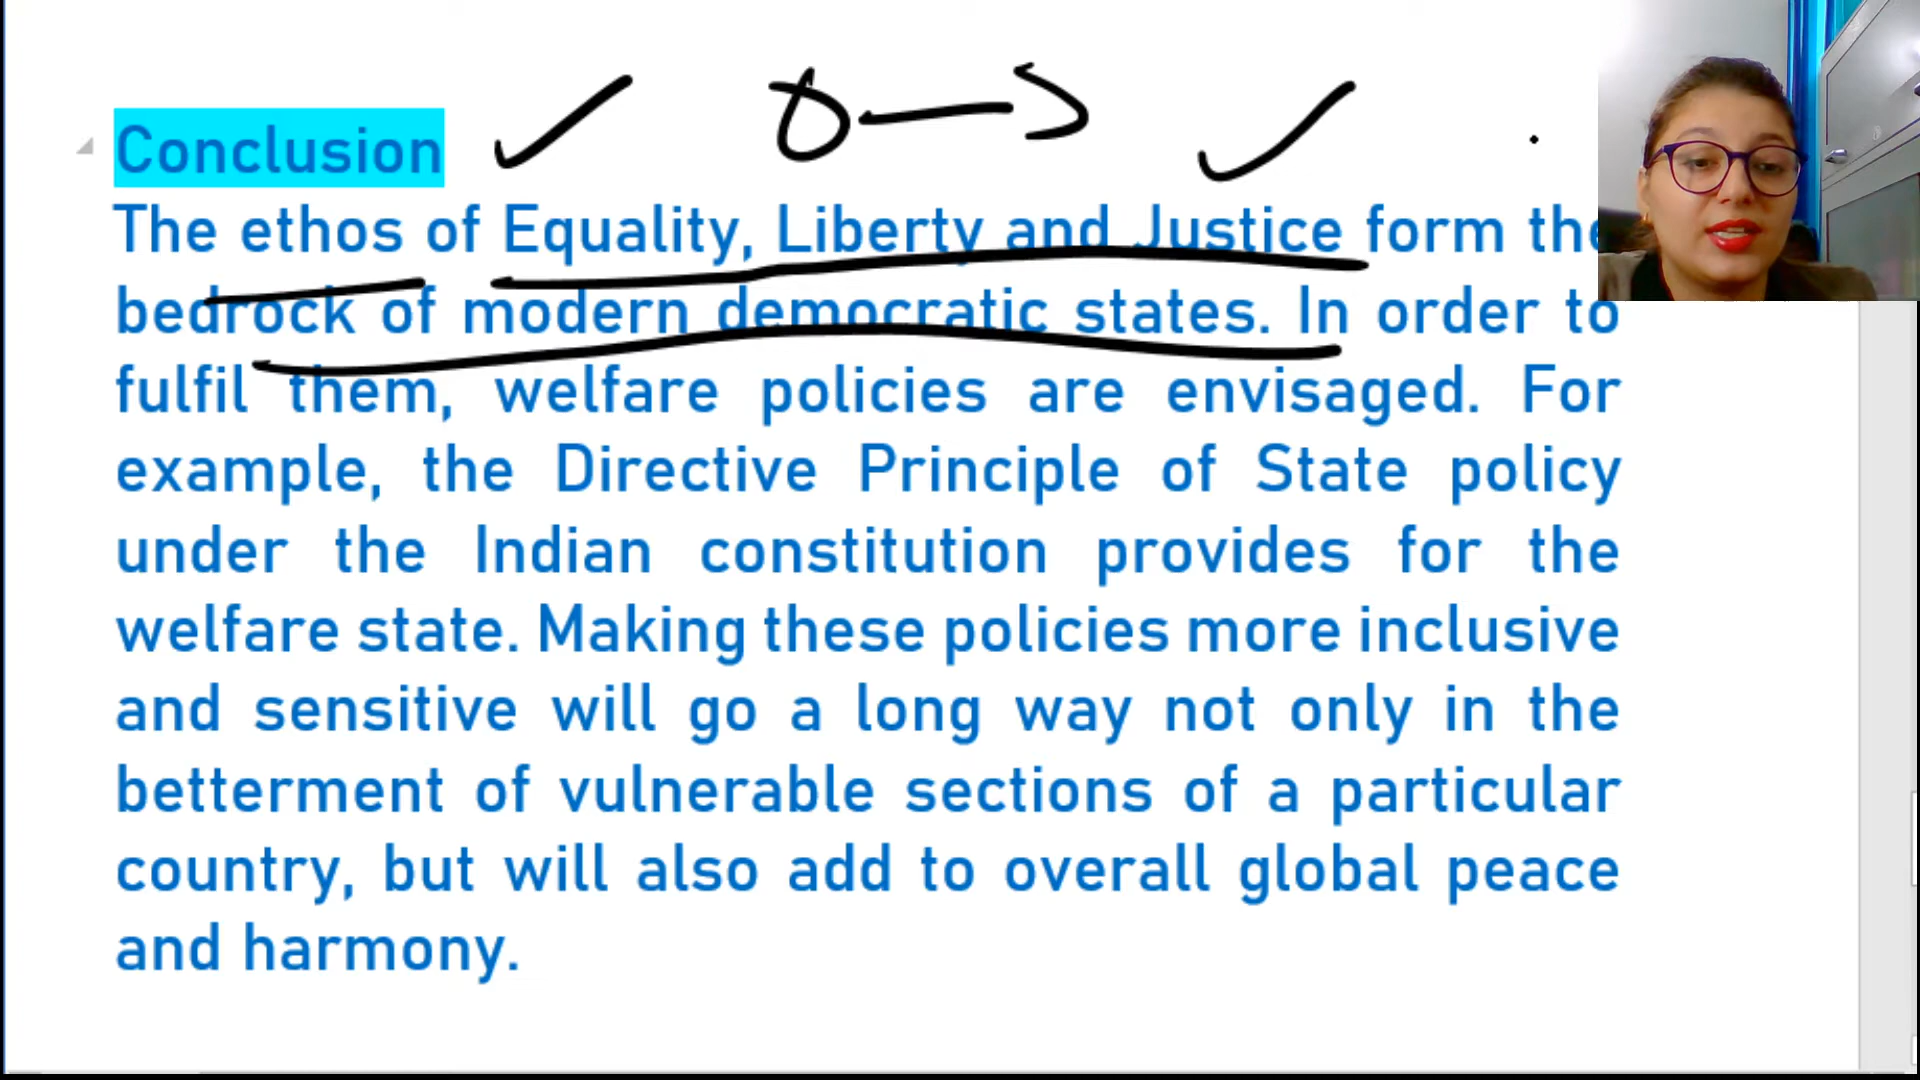 Conclusion
The ethos of Equality, Liberty and Justice form the
bedrock of modern democratic states. In order to
fulfil them, welfare policies are envisaged. For
example, the Directive Principle of State policy
under the Indian constitution provides for the
welfare state. Making these policies more inclusive
and sensitive will go a long way not only in the
betterment of vulnerable sections of a particular
country, but will also add to overall global peace
and harmony.